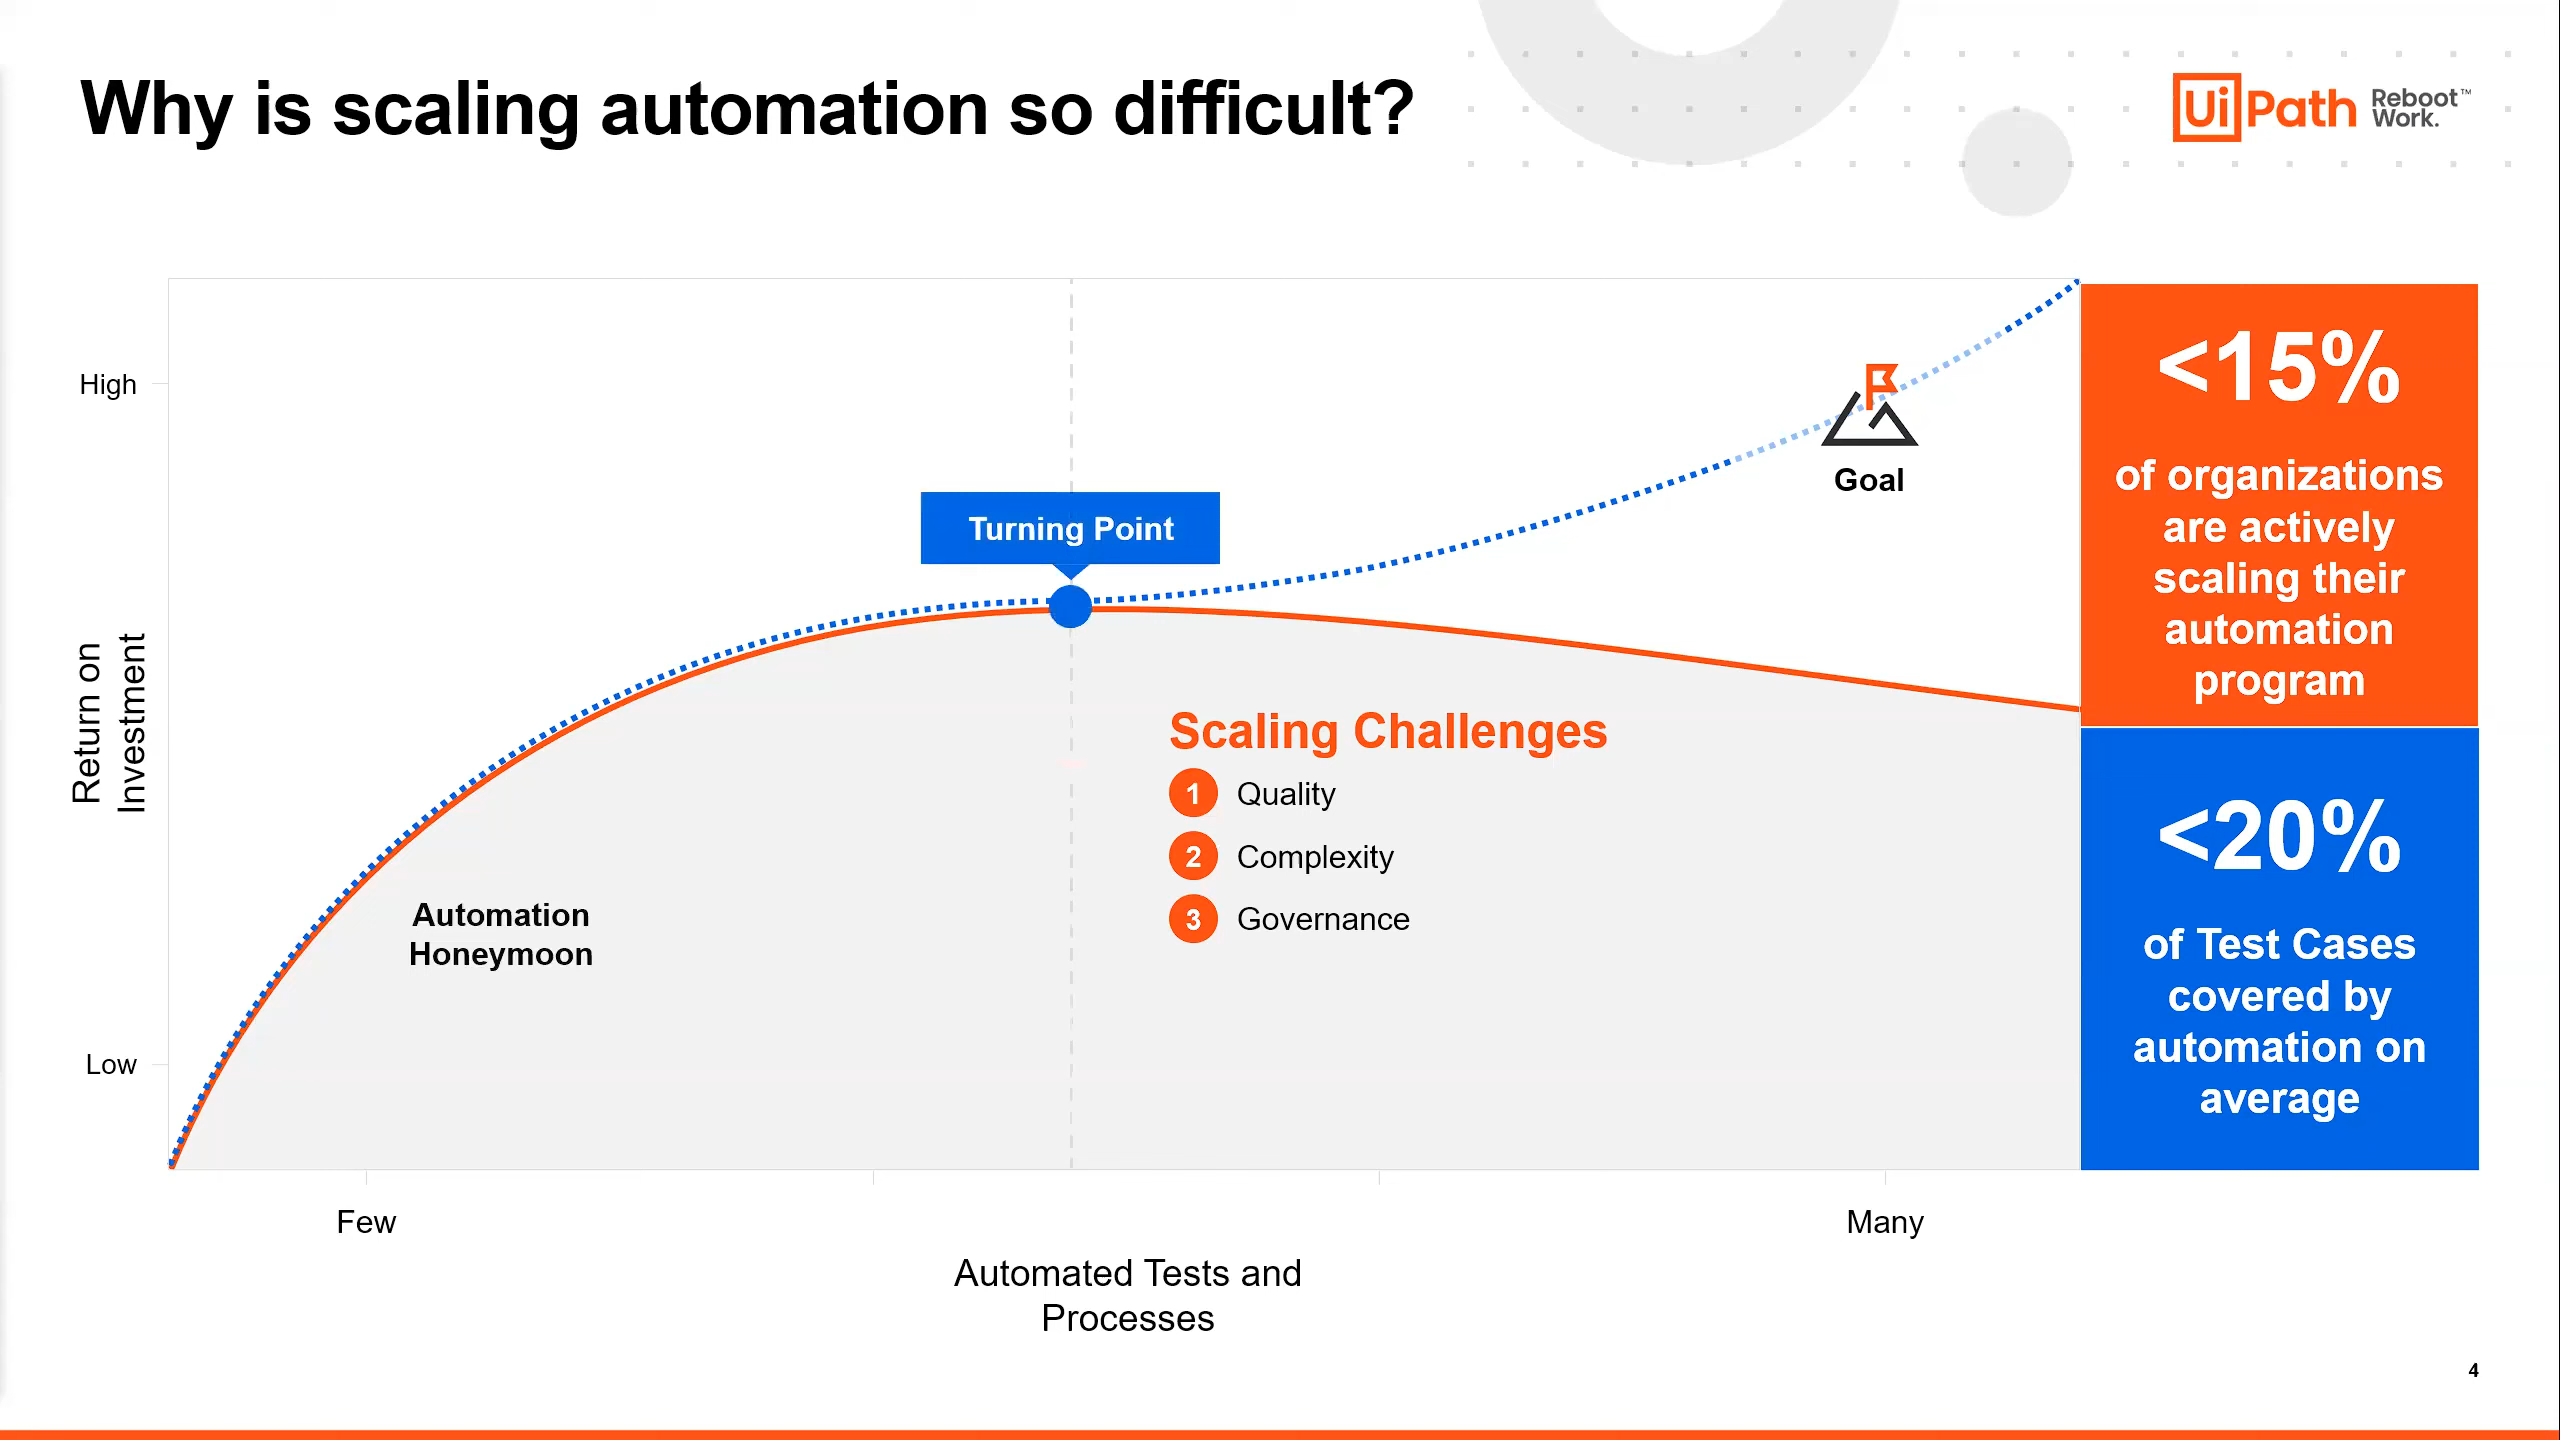 Why is scaling automation so difficult?
UiPath Reboot™
Work.
High
Low
Return on
Investment
Turning Point
Goal
Scaling Challenges
1 Quality
2 Complexity
3 Governance
Automation
Honeymoon
Few
Many
Automated Tests and
Processes
<15%
of organizations
are actively
scaling their
automation
program
<20%
of Test Cases
covered by
automation on
average
4